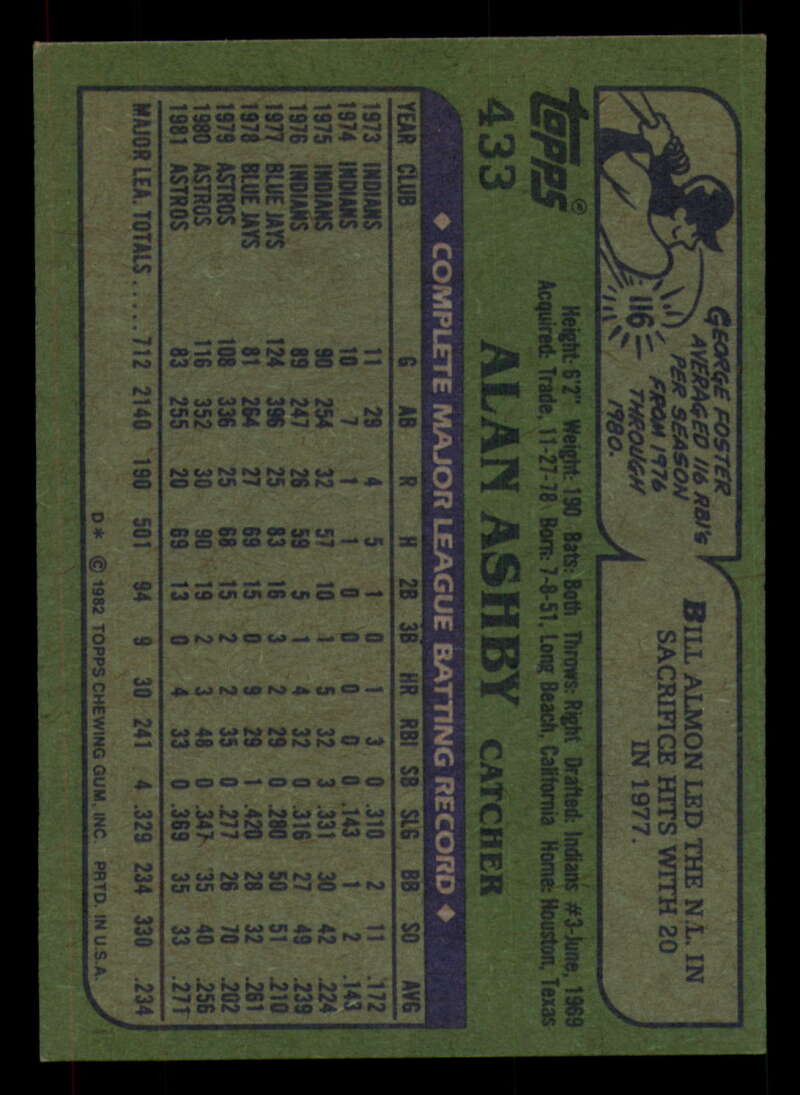 GEORGE FOSTER
AVERAGED 116 RBI's
PER SEASON
FROM 1976
THROUGH
1980.
116
BILL ALMON LED THE N.L. IN
SACRIFICE HITS WITH 20
IN 1977.
TOPPS®
433 ALAN ASHBY CATCHER
Height: 6'2" Weight: 190 Bats: Both Throws: Right Drafted: Indians #3-June, 1969
Acquired: Trade, 11-27-78 Born: 7-8-51, Long Beach, California Home: Houston, Texas
◆ COMPLETE MAJOR LEAGUE BATTING RECORD ◆
YEAR CLUB G AB R H 2B 3B HR RBI SB SLG BB SO AVG
1973 INDIANS 11 29 4 5 1 0 1 3 0 .310 2 11 .172
1974 INDIANS 10 7 1 1 0 0 0 0 0 .143 1 2 .143
1975 INDIANS 90 254 32 57 10 1 5 32 3 .331 30 42 .224
1976 INDIANS 89 247 26 59 5 1 4 32 0 .316 27 49 .239
1977 BLUE JAYS 124 396 25 83 16 3 2 29 0 .280 50 51 .210
1978 BLUE JAYS 81 264 27 69 15 0 9 29 1 .420 28 32 .261
1979 ASTROS 108 336 25 68 15 2 2 35 0 .277 26 70 .202
1980 ASTROS 116 352 30 90 19 2 3 48 0 .347 35 40 .256
1981 ASTROS 83 255 20 69 13 0 4 33 0 .369 35 33 .271
MAJOR LEA. TOTALS ..... 712 2140 190 501 94 9 30 241 4 .329 234 330 .234
D* © 1982 TOPPS CHEWING GUM, INC. PRTD. IN U.S.A.